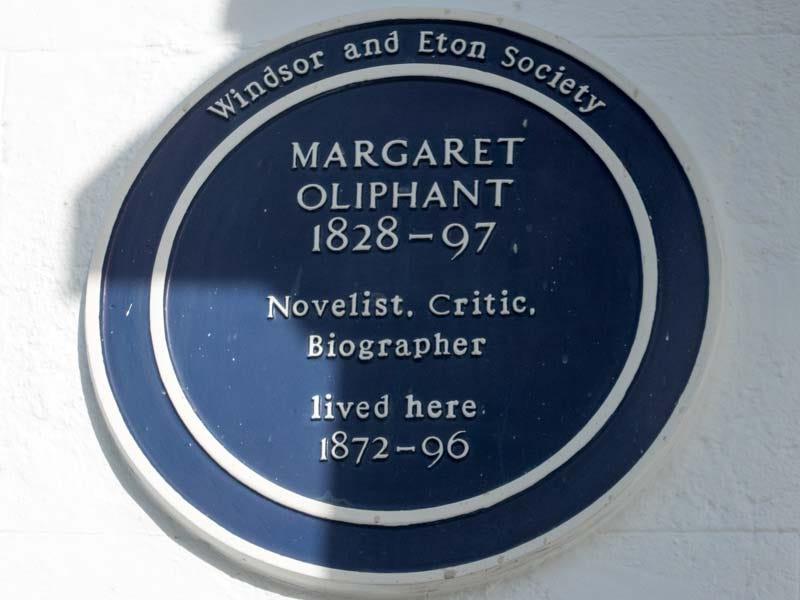 Windsor and Eton Society
MARGARET
OLIPHANT
1828-97
Novelist, Critic,
Biographer
lived here
1872-96